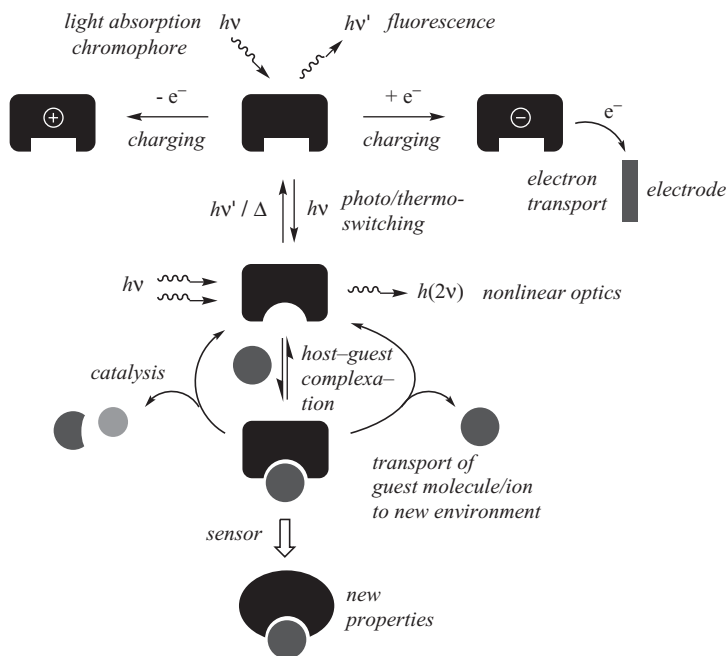 light absorption
chromophore
hν
hν' fluorescence
+
- e⁻
charging
+ e⁻
charging
−
e⁻
electron
transport
electrode
hν' / Δ
hν
photo/thermo-
switching
hν
h(2ν) nonlinear optics
host–guest
complexa–
tion
catalysis
transport of
guest molecule/ion
to new environment
sensor
new
properties